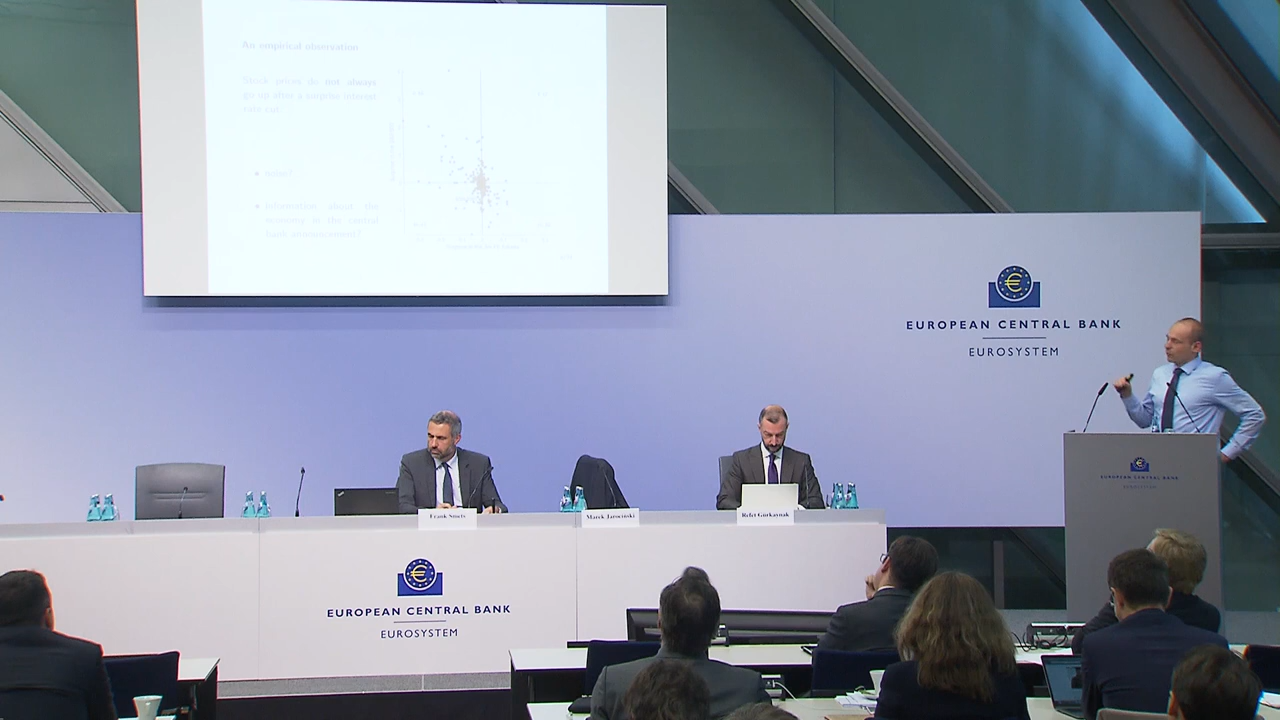 An empirical observation
Stock prices do not always
go up after a surprise interest
rate cut.
Information about the
economy in the central
bank announcement?
EUROPEAN CENTRAL BANK
EUROSYSTEM
EUROPEAN CENTRAL BANK
EUROSYSTEM
Frank Smets
Marek Jarociński
Refet Gürkaynak
EUROPEAN CENTRAL BANK
EUROSYSTEM